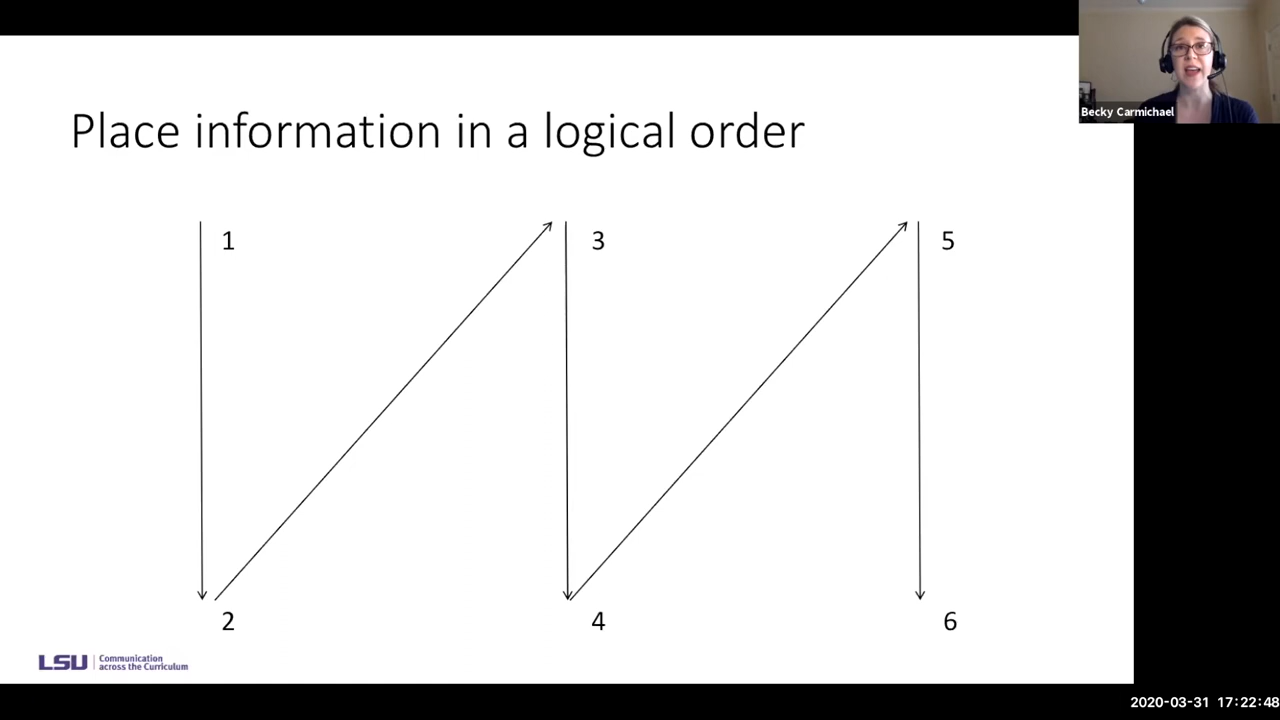 Becky Carmichael
Place information in a logical order
1
2
3
4
5
6
LSU
Communication
across the Curriculum
2020-03-31 17:22:48